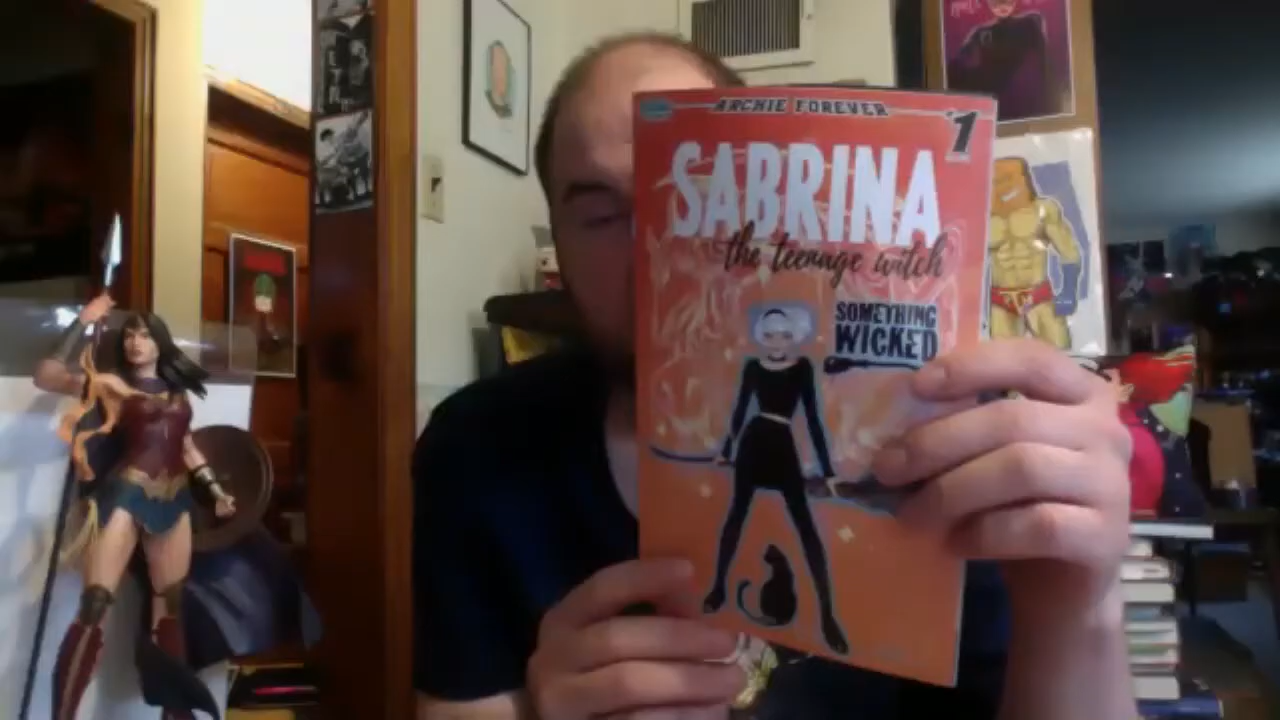 ARCHIE FOREVER
#1
SABRINA
the teenage witch
SOMETHING
WICKED